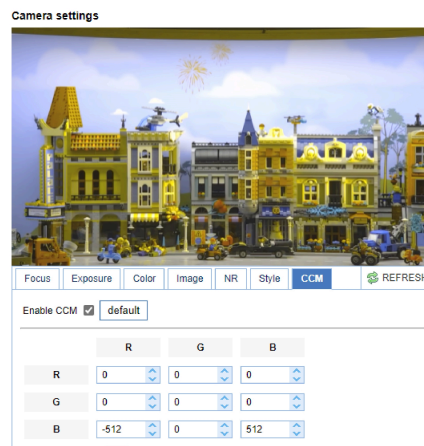 Camera settings
Focus Exposure Color Image NR Style CCM REFRESH
Enable CCM default
R G B
R 0 0 0
G 0 0 0
B -512 0 512